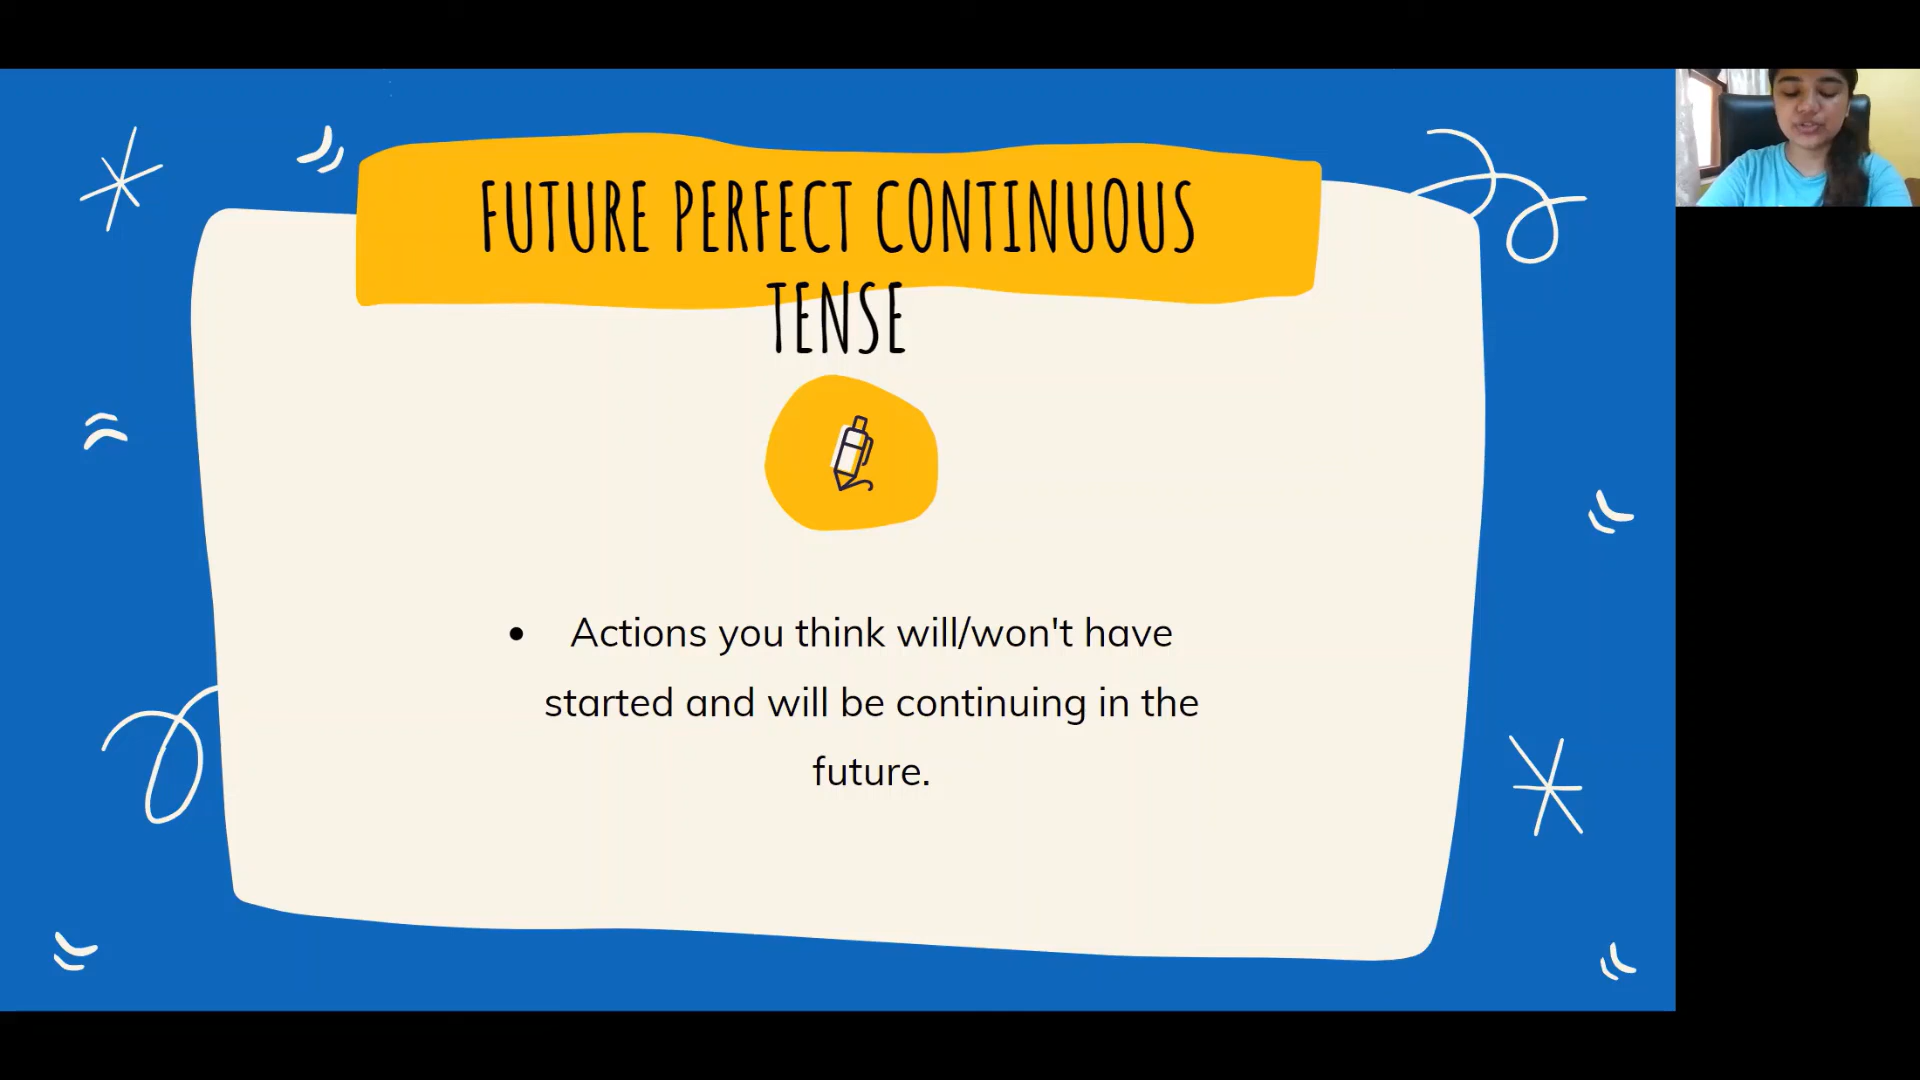 FUTURE PERFECT CONTINUOUS
TENSE
• Actions you think will/won't have
started and will be continuing in the
future.